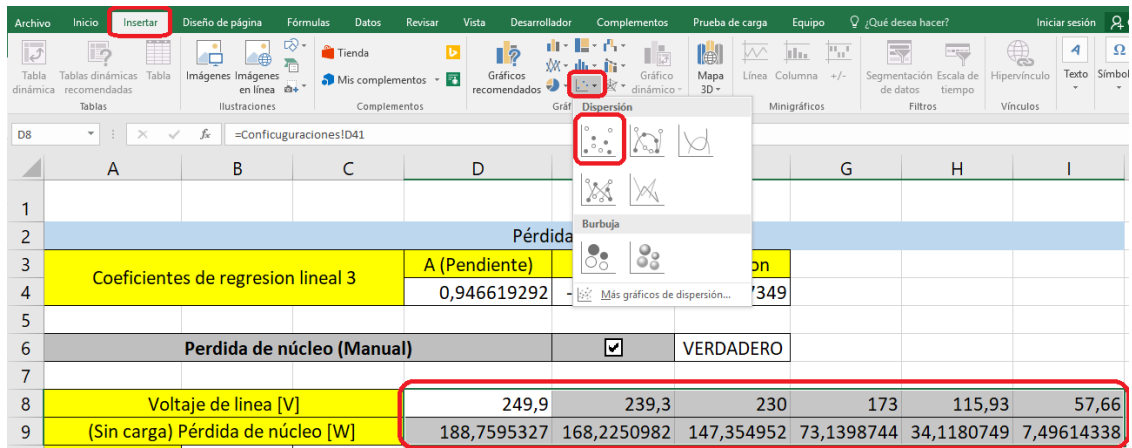 Archivo Inicio Insertar Diseño de página Fórmulas Datos Revisar Vista Desarrollador Complementos Prueba de carga Equipo ¿Qué desea hacer? Iniciar sesión
Tabla dinámica
Tablas dinámicas recomendadas
Tabla
Tablas
Imágenes
Imágenes en línea
Ilustraciones
Tienda
Mis complementos
Complementos
Gráficos recomendados
Gráfico dinámico
Mapa 3D
Línea Columna +/-
Minigráficos
Segmentación de datos
Escala de tiempo
Filtros
Hipervínculo
Vínculos
Texto
Símbol
Dispersión
Burbuja
Más gráficos de dispersión...
D8 fx =Conficuguraciones!D41
A B C D G H I
1
2 Pérdida
3 Coeficientes de regresion lineal 3 A (Pendiente)
4 0,946619292 7349
5
6 Perdida de núcleo (Manual) VERDADERO
7
8 Voltaje de linea [V] 249,9 239,3 230 173 115,93 57,66
9 (Sin carga) Pérdida de núcleo [W] 188,7595327 168,2250982 147,354952 73,1398744 34,1180749 7,49614338